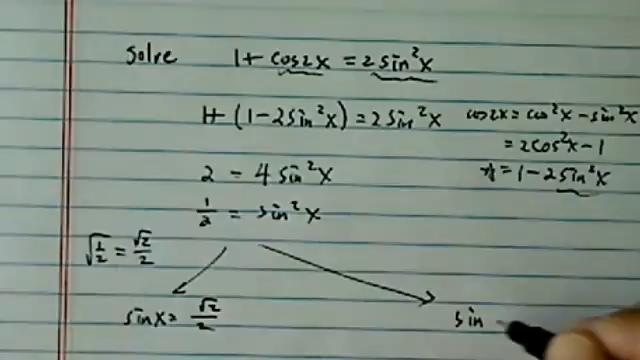 Solve 1 + cos2x = 2sin²x
1 + (1 - 2sin²x) = 2sin²x
cos2x = cos²x - sin²x
= 2cos²x - 1
= 1 - 2sin²x
2 = 4sin²x
1/2 = sin²x
√(1/2) = √2/2
sinx = √2/2
sin